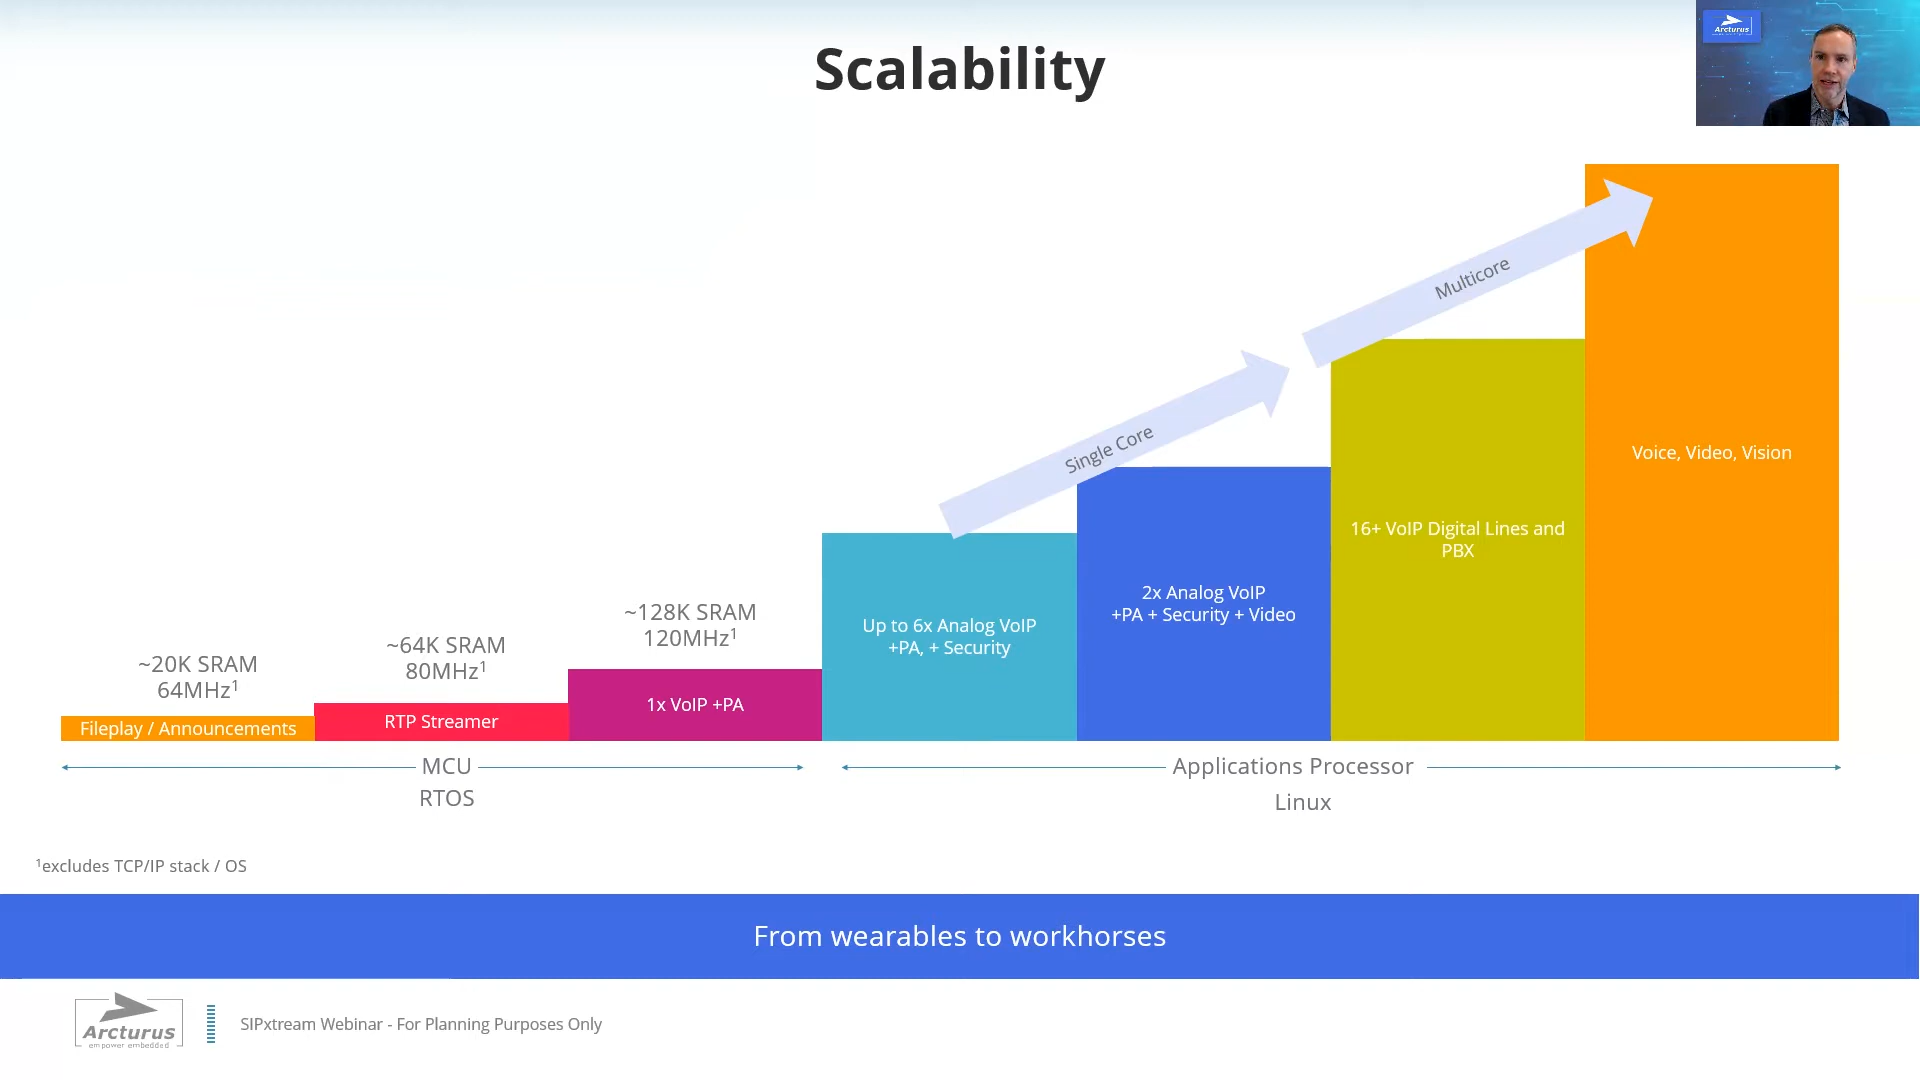 Scalability
Arcturus
Multicore
Single Core
Voice, Video, Vision
16+ VoIP Digital Lines and
PBX
2x Analog VoIP
+PA + Security + Video
Up to 6x Analog VoIP
+PA, + Security
~128K SRAM
120MHz¹
~64K SRAM
80MHz¹
~20K SRAM
64MHz¹
1x VoIP +PA
RTP Streamer
Fileplay / Announcements
MCU
RTOS
Applications Processor
Linux
¹excludes TCP/IP stack / OS
From wearables to workhorses
Arcturus
empower embedded
SIPxtream Webinar - For Planning Purposes Only